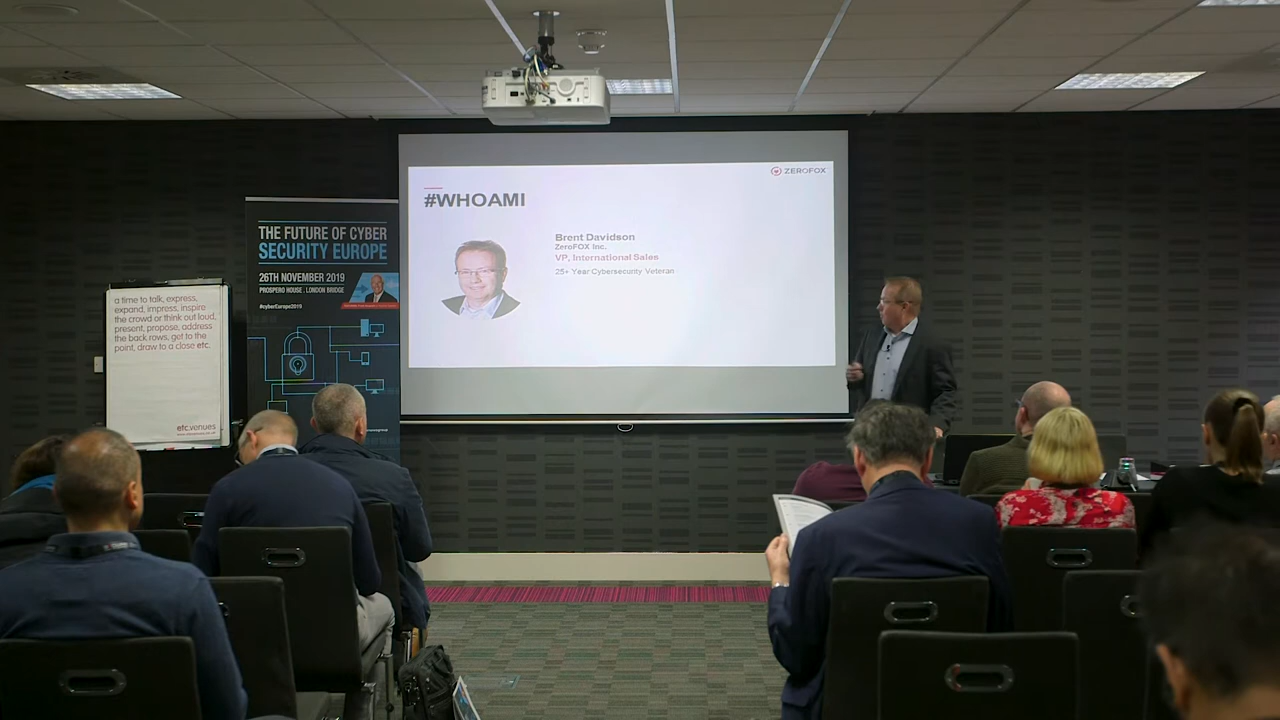 ZEROFOX
#WHOAMI
Brent Davidson
ZeroFOX Inc.
VP, International Sales
25+ Year Cybersecurity Veteran
THE FUTURE OF CYBER
SECURITY EUROPE
26TH NOVEMBER 2019
PROSPERO HOUSE, LONDON BRIDGE
#cyberEurope2019
a time to talk, express,
expand, impress, inspire
the crowd or think out loud,
present, propose, address
the back rows, got to the
point, draw to a close etc.
etc.venues